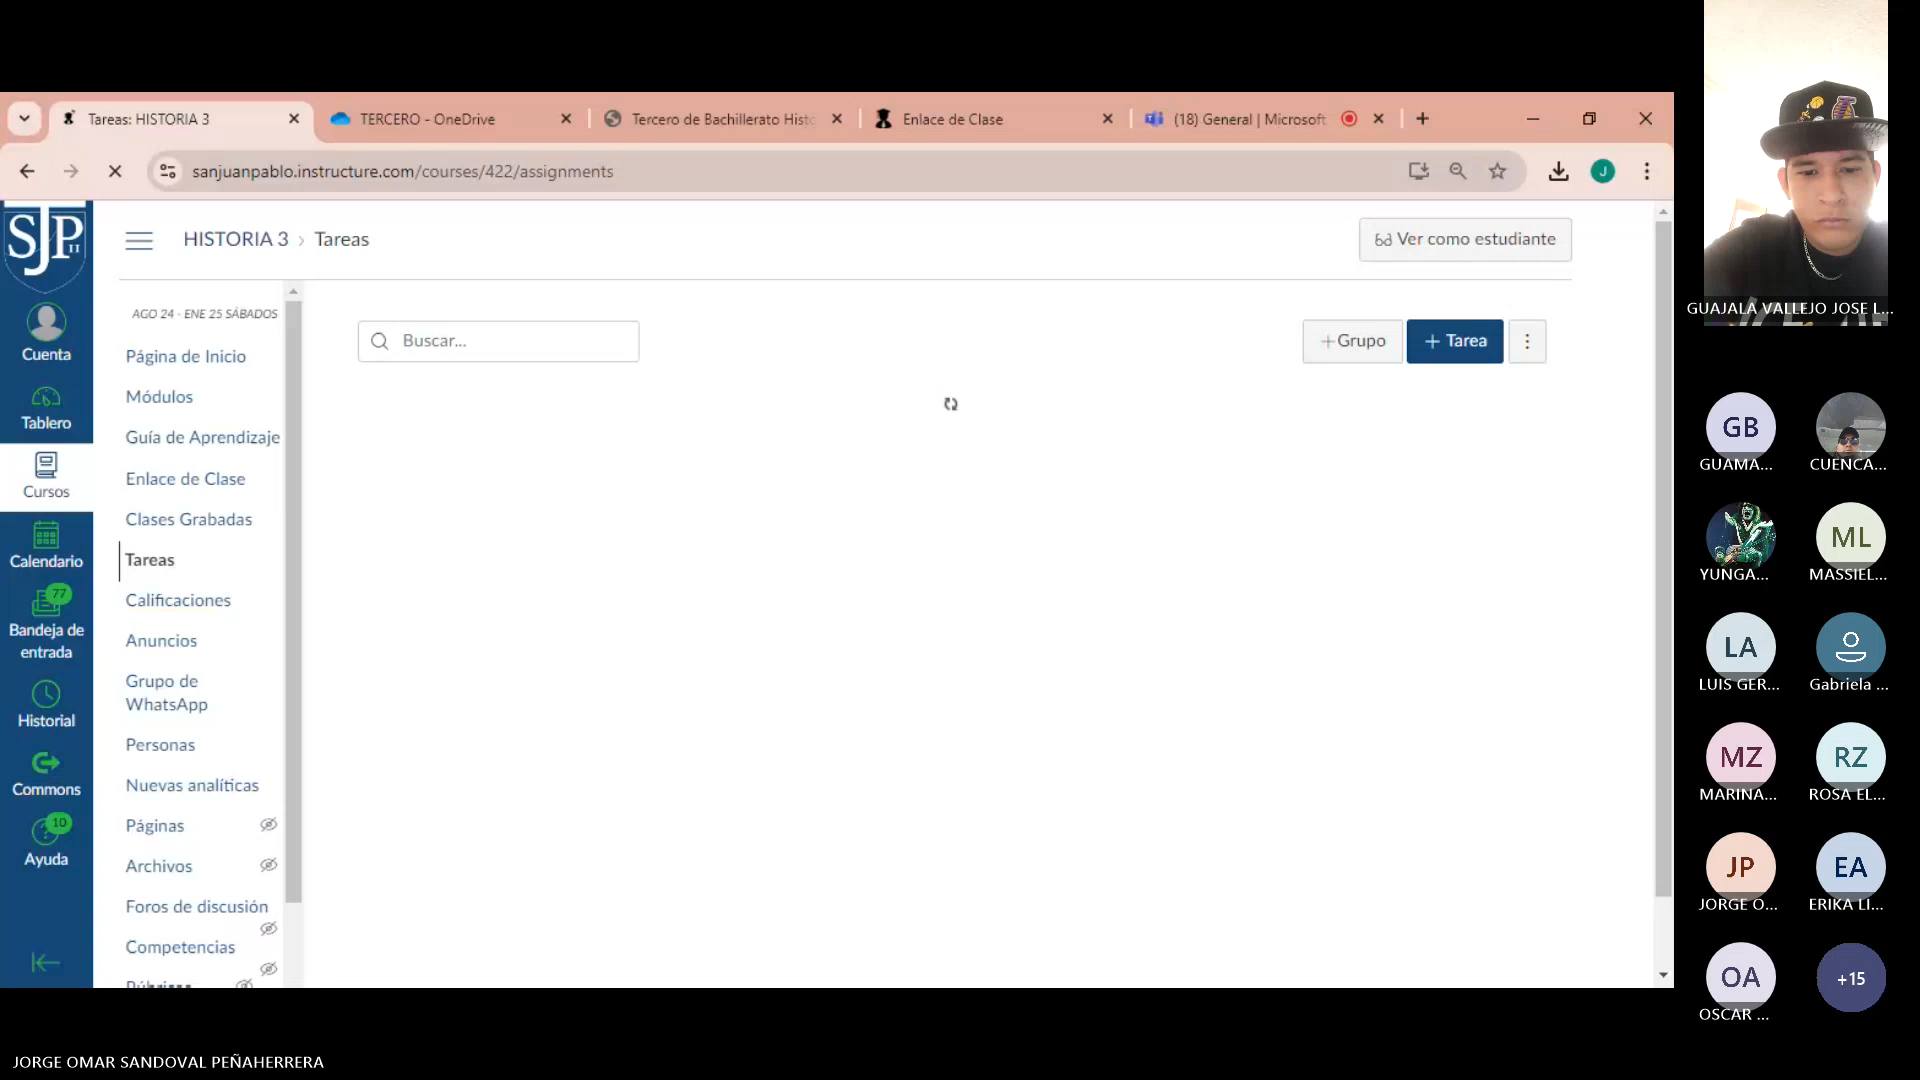 Tareas: HISTORIA 3
TERCERO - OneDrive
Tercero de Bachillerato Histo
Enlace de Clase
(18) General | Microsoft
sanjuanpablo.instructure.com/courses/422/assignments
J
SJP II
HISTORIA 3 › Tareas
Ver como estudiante
Cuenta
Tablero
Cursos
Calendario
77
Bandeja de
entrada
Historial
Commons
10
Ayuda
AGO 24 - ENE 25 SÁBADOS
Página de Inicio
Módulos
Guía de Aprendizaje
Enlace de Clase
Clases Grabadas
Tareas
Calificaciones
Anuncios
Grupo de
WhatsApp
Personas
Nuevas analíticas
Páginas
Archivos
Foros de discusión
Competencias
Buscar...
+Grupo
+ Tarea
GUAJALA VALLEJO JOSE L...
GB
GUAMA...
CUENCA...
YUNGA...
ML
MASSIEL...
LA
LUIS GER...
Gabriela ...
MZ
MARINA...
RZ
ROSA EL...
JP
JORGE O...
EA
ERIKA LI...
OA
OSCAR ...
+15
JORGE OMAR SANDOVAL PEÑAHERRERA